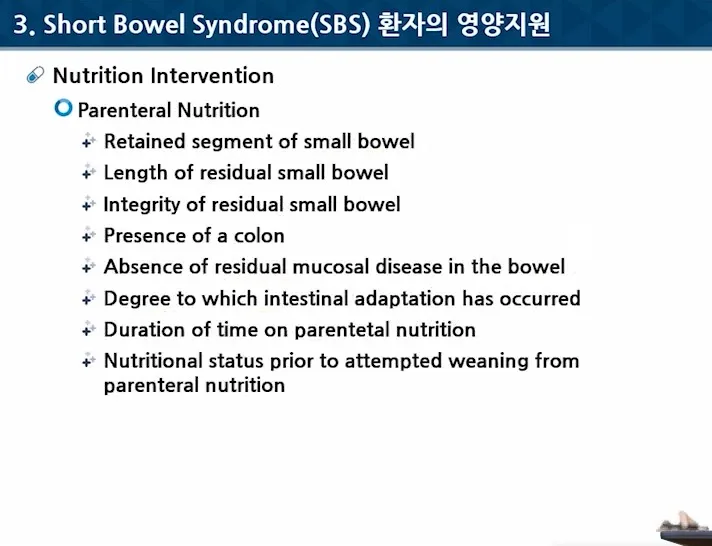 3. Short Bowel Syndrome(SBS) 환자의 영양지원
Nutrition Intervention
Parenteral Nutrition
Retained segment of small bowel
Length of residual small bowel
Integrity of residual small bowel
Presence of a colon
Absence of residual mucosal disease in the bowel
Degree to which intestinal adaptation has occurred
Duration of time on parentetal nutrition
Nutritional status prior to attempted weaning from
parenteral nutrition